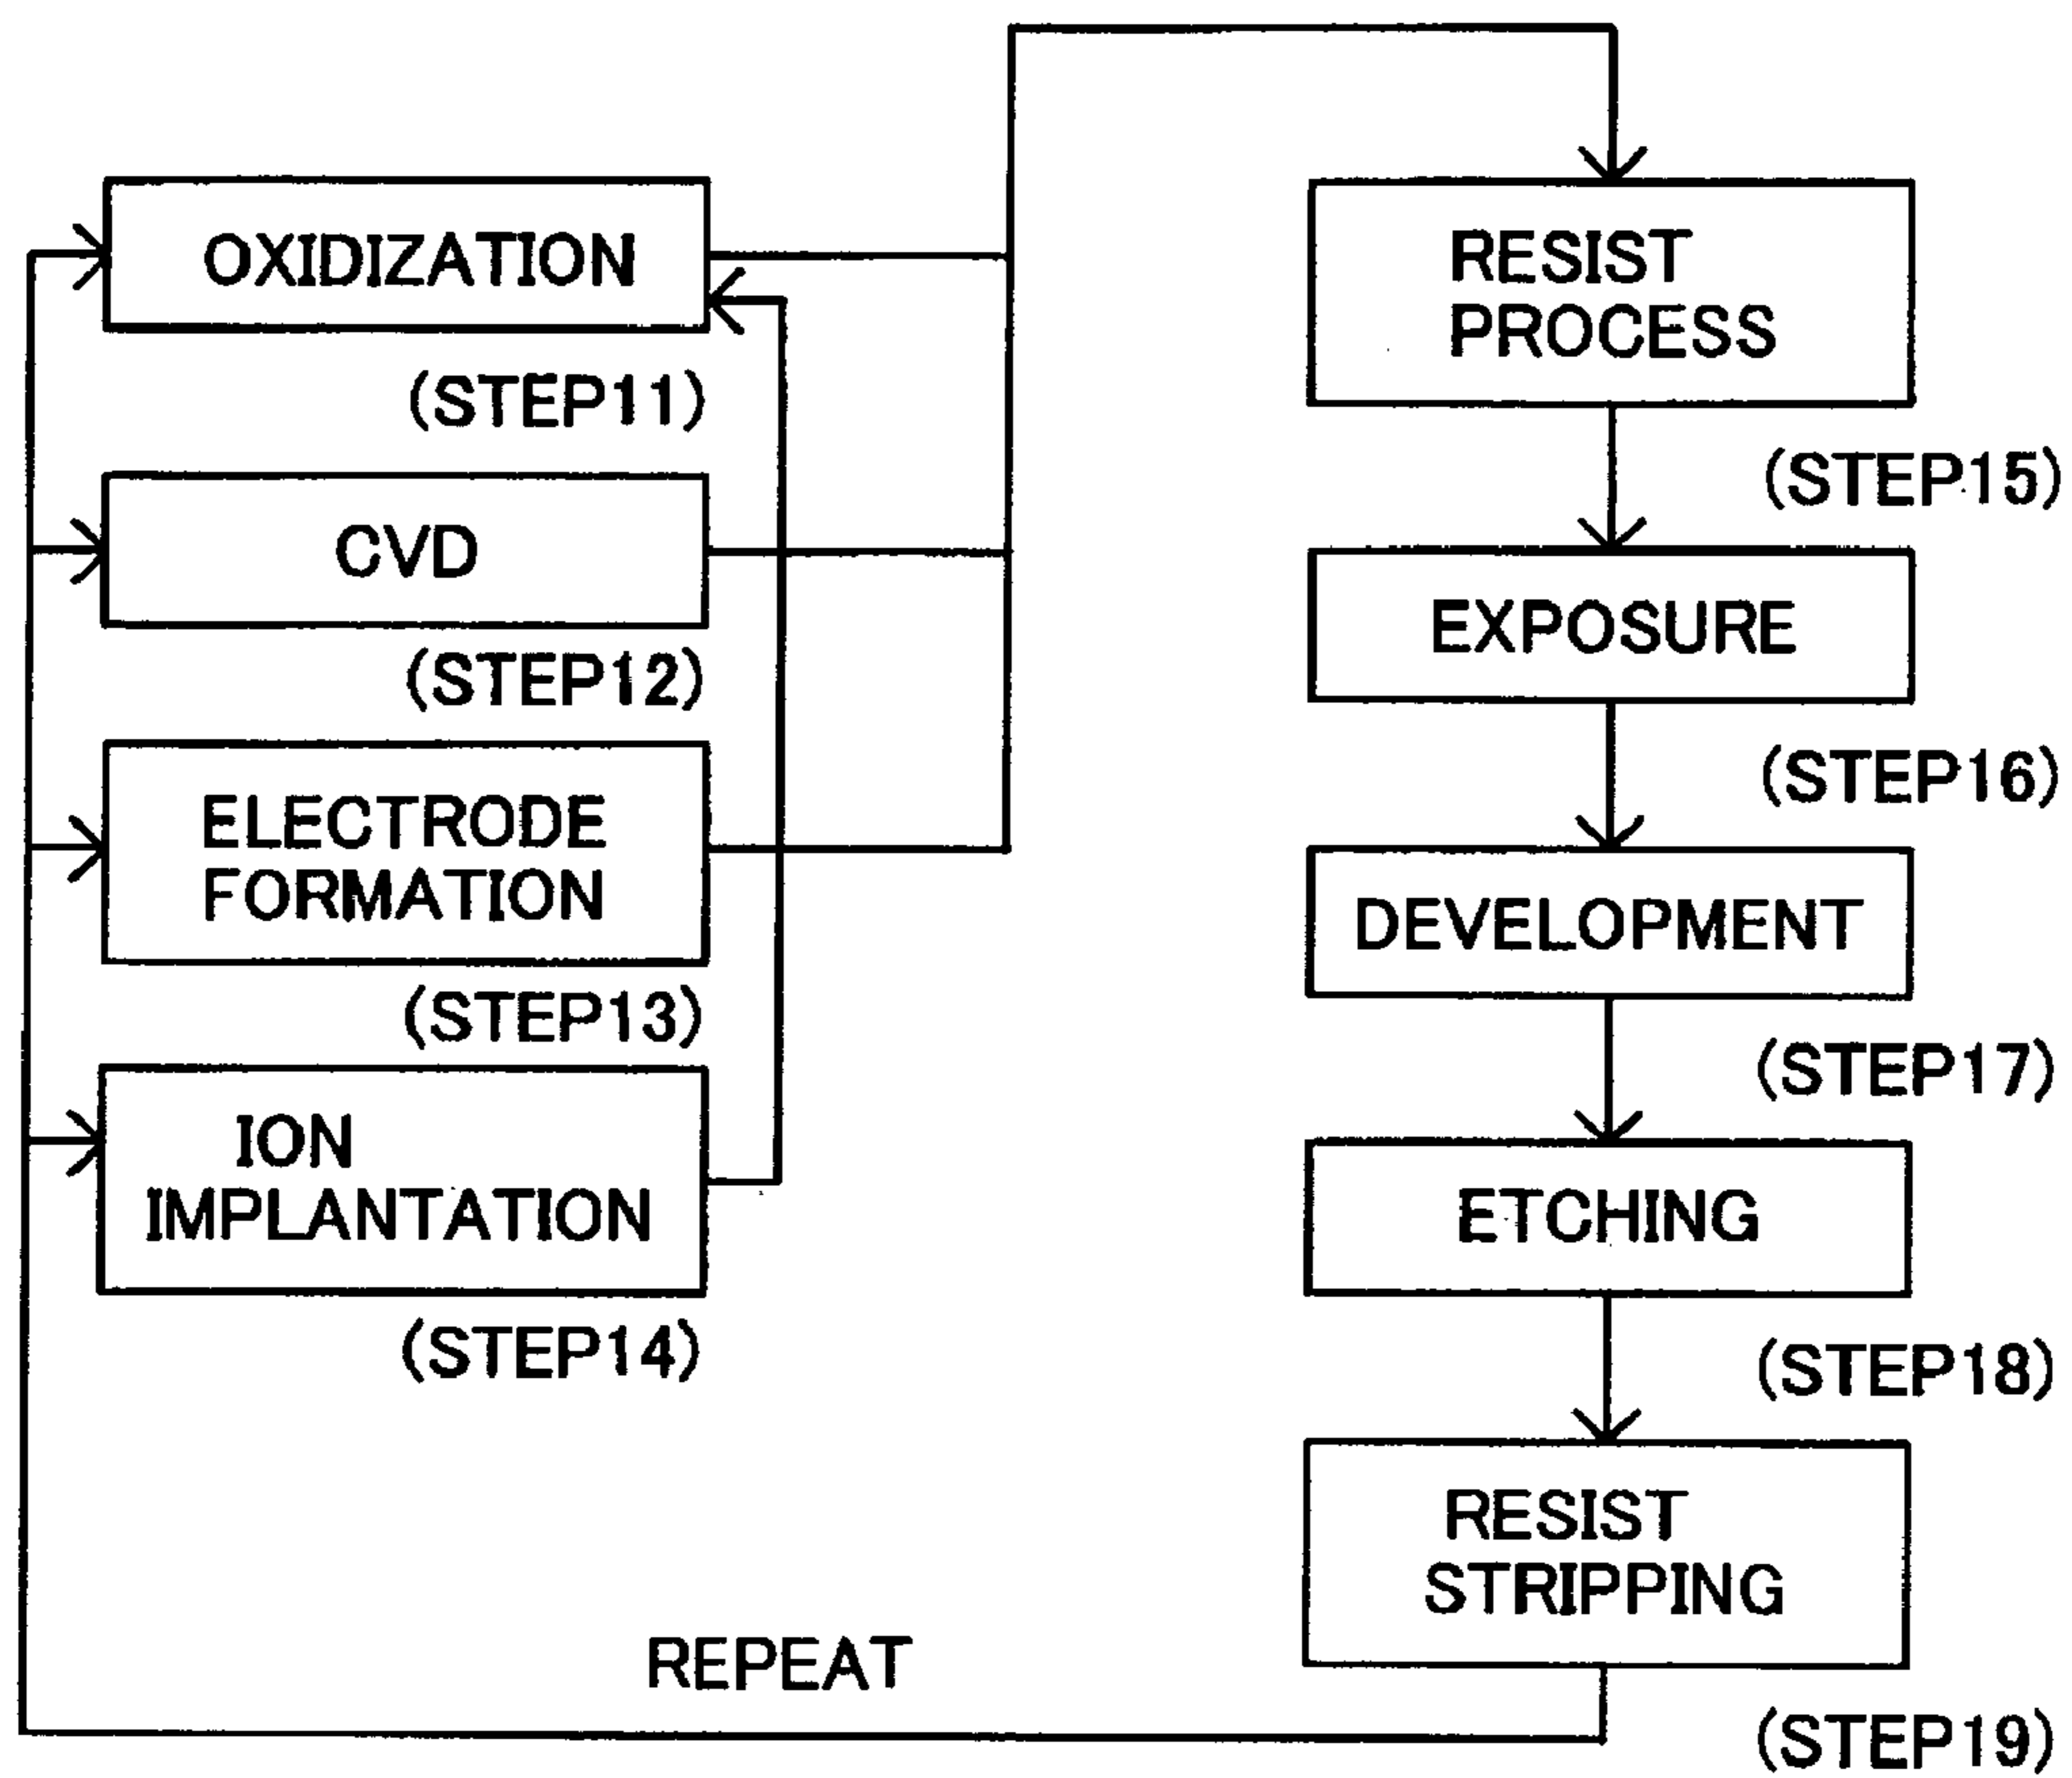 OXIDIZATION
(STEP11)
CVD
(STEP12)
ELECTRODE
FORMATION
(STEP13)
ION
IMPLANTATION
(STEP14)
RESIST
PROCESS
(STEP15)
EXPOSURE
(STEP16)
DEVELOPMENT
(STEP17)
ETCHING
(STEP18)
RESIST
STRIPPING
(STEP19)
REPEAT